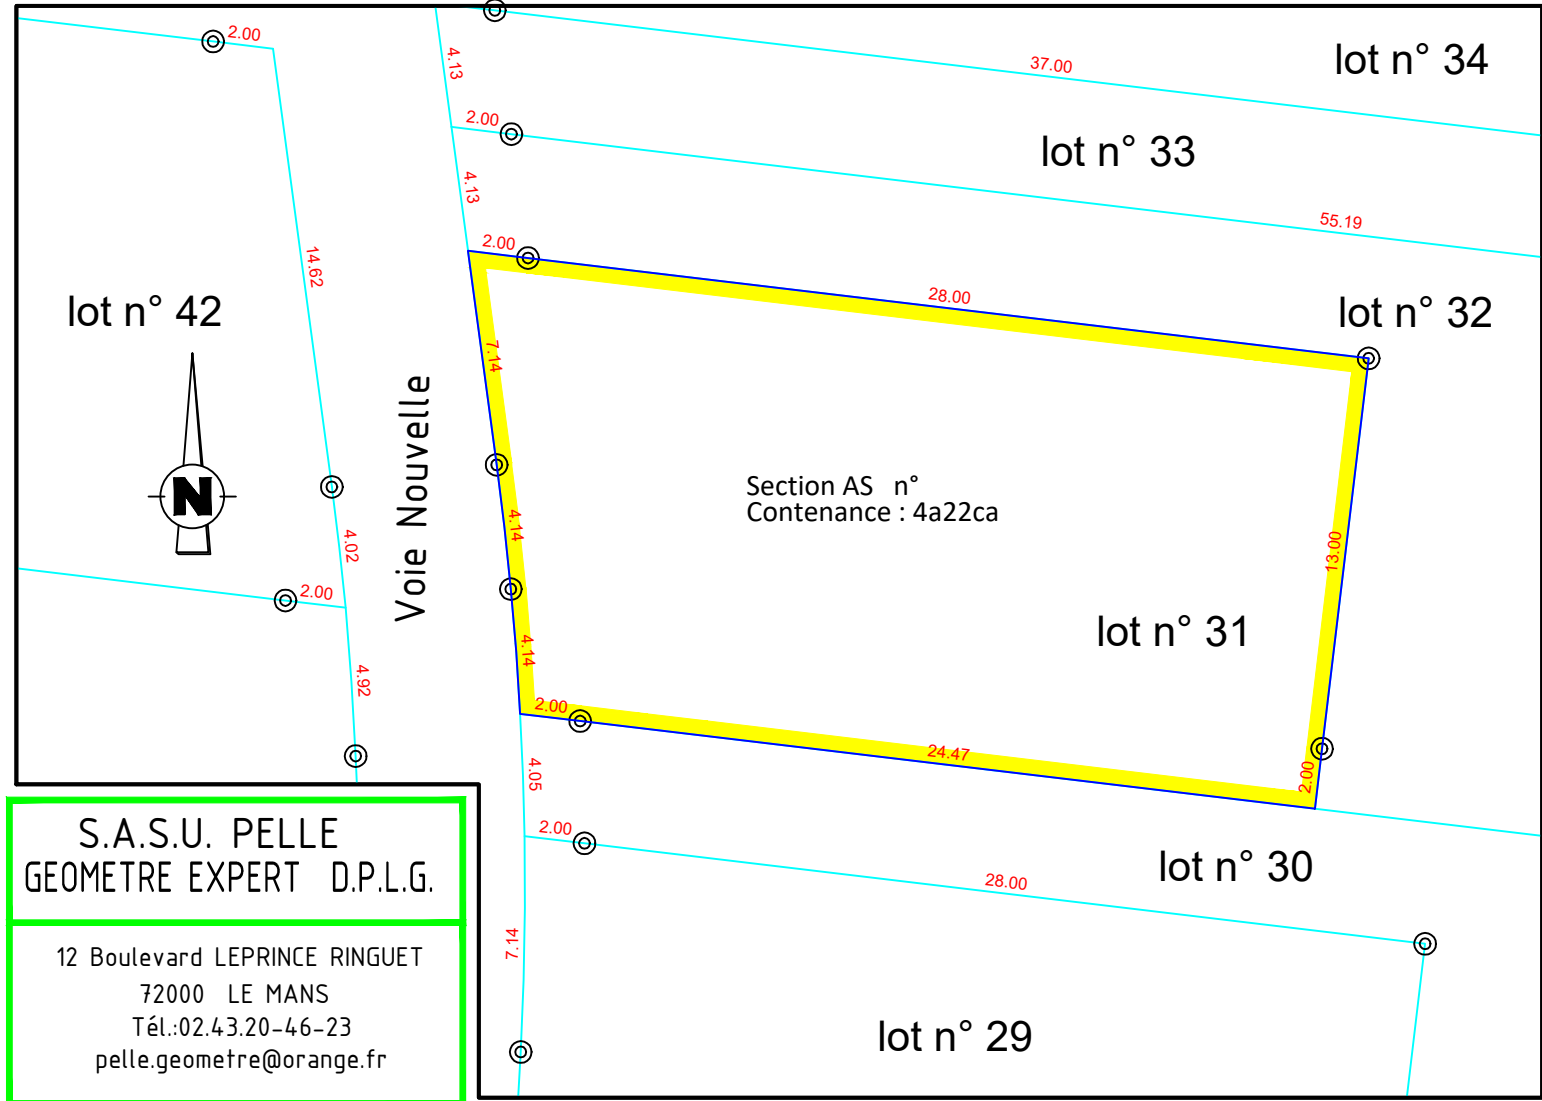 2.00
4.13
37.00
lot n° 34
2.00
lot n° 33
4.13
55.19
2.00
14.62
28.00
lot n° 42
lot n° 32
7.14
Voie Nouvelle
N
Section AS n°
Contenance : 4a22ca
4.14
4.02
13.00
2.00
lot n° 31
4.14
4.92
2.00
24.47
2.00
4.05
2.00
lot n° 30
28.00
7.14
lot n° 29
S.A.S.U. PELLE
GEOMETRE EXPERT D.P.L.G.
12 Boulevard LEPRINCE RINGUET
72000 LE MANS
Tél.:02.43.20-46-23
pelle.geometre@orange.fr